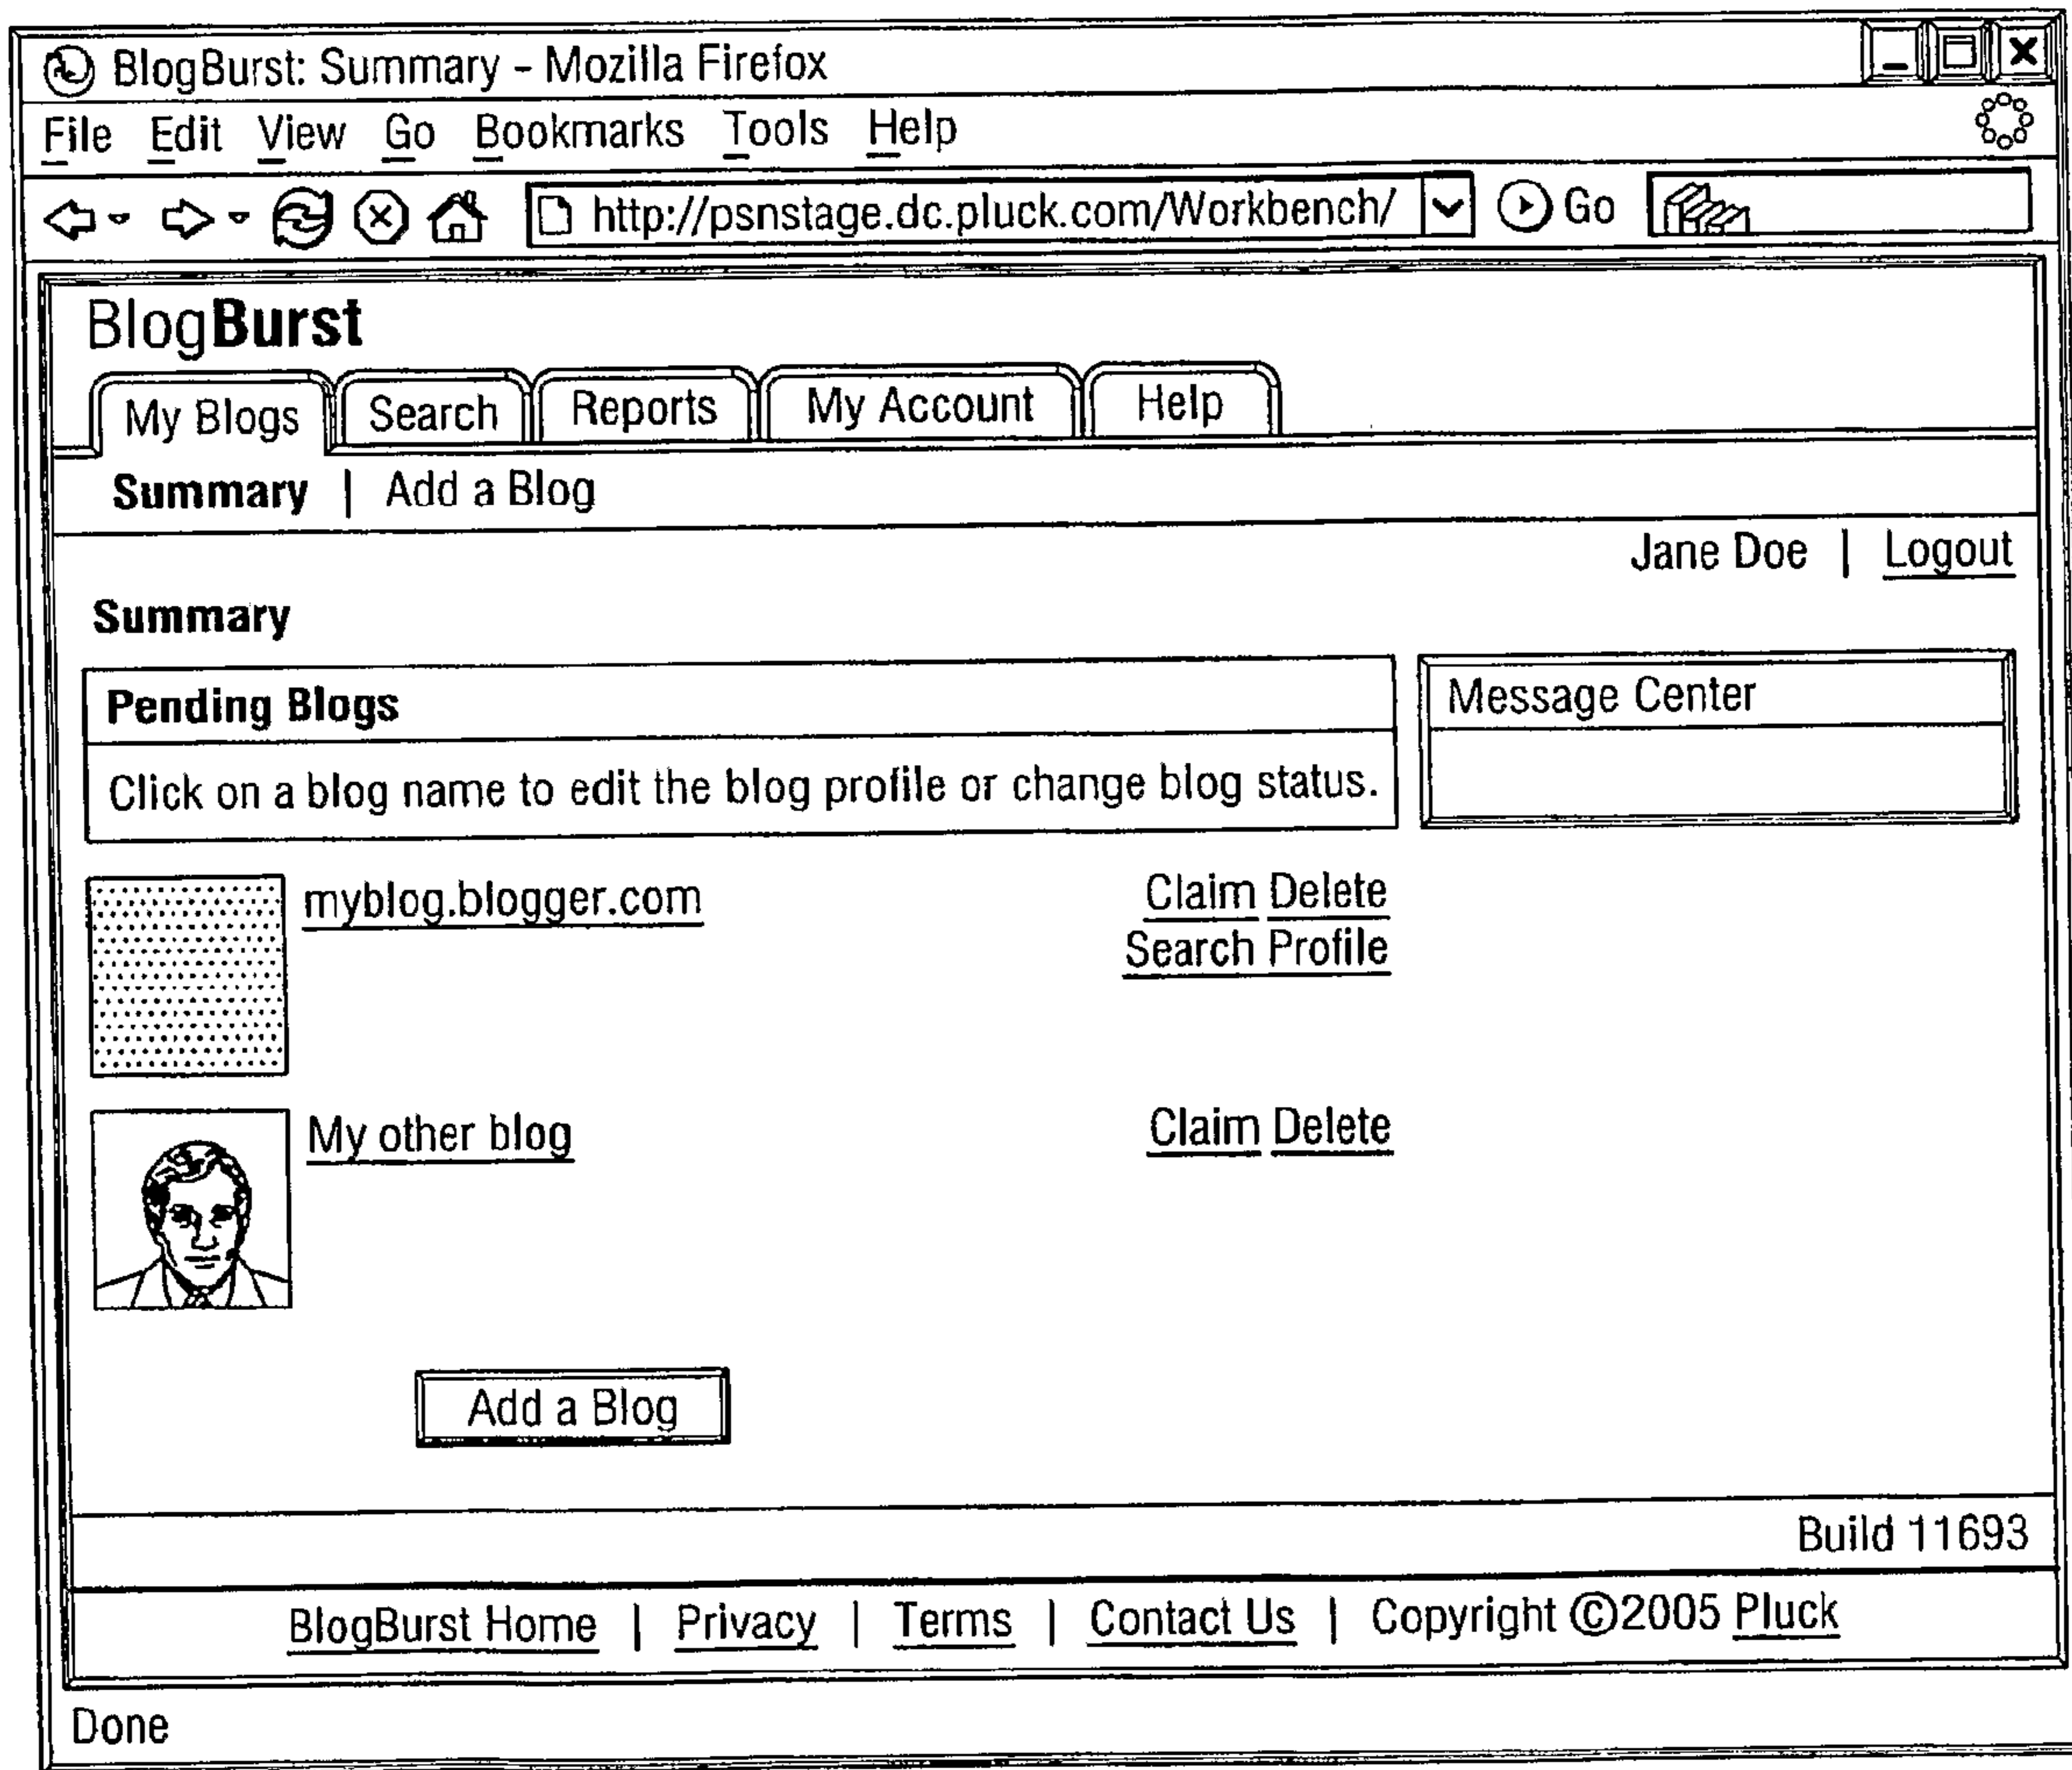 BlogBurst: Summary - Mozilla Firefox
File Edit View Go Bookmarks Tools Help
http://psnstage.dc.pluck.com/Workbench/ Go
BlogBurst
My Blogs Search Reports My Account Help
Summary | Add a Blog
Jane Doe | Logout
Summary
Pending Blogs
Click on a blog name to edit the blog profile or change blog status.
Message Center
myblog.blogger.com Claim Delete
Search Profile
My other blog Claim Delete
Add a Blog
Build 11693
BlogBurst Home | Privacy | Terms | Contact Us | Copyright ©2005 Pluck
Done